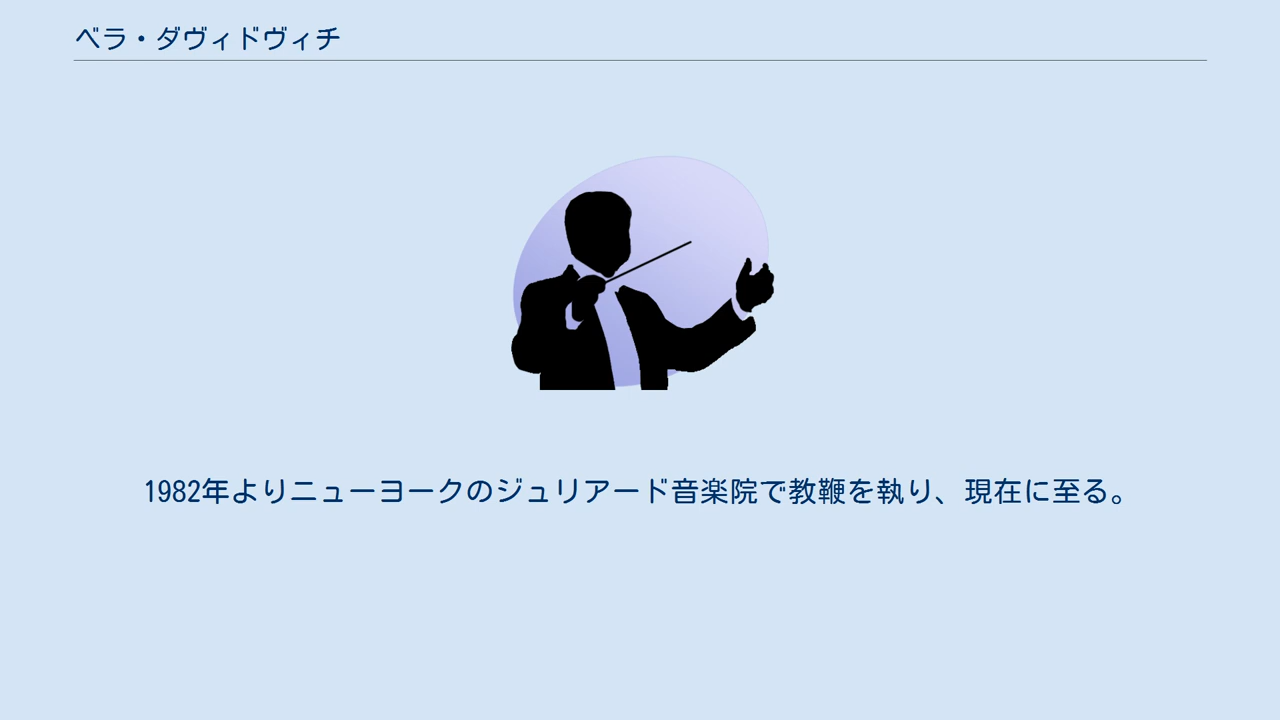 ベラ・ダヴィドヴィチ
1982年よりニューヨークのジュリアード音楽院で教鞭を執り、現在に至る。